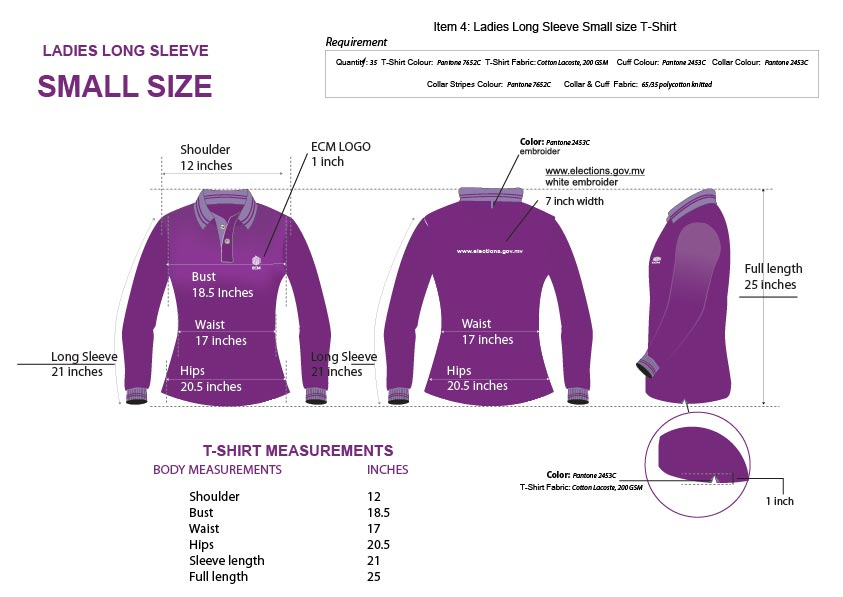 Item 4: Ladies Long Sleeve Small size T-Shirt
LADIES LONG SLEEVE
SMALL SIZE
Requirement
Quantity: 35 T-Shirt Colour: Pantone 7652C T-Shirt Fabric: Cotton Lacoste, 200 GSM Cuff Colour: Pantone 2453C Collar Colour: Pantone 2453C
Collar Stripes Colour: Pantone 7652C Collar & Cuff Fabric: 65/35 polycotton knitted
Shoulder
12 inches
ECM LOGO
1 inch
Color: Pantone 2453C
embroider
www.elections.gov.mv
white embroider
7 inch width
ECM
www.elections.gov.mv
Bust
18.5 Inches
Full length
25 inches
Waist
17 inches
Waist
17 inches
Long Sleeve
21 inches
Hips
20.5 inches
Long Sleeve
21 inches
Hips
20.5 inches
T-SHIRT MEASUREMENTS
BODY MEASUREMENTS INCHES
Shoulder 12
Bust 18.5
Waist 17
Hips 20.5
Sleeve length 21
Full length 25
Color: Pantone 2453C
T-Shirt Fabric: Cotton Lacoste, 200 GSM
1 inch